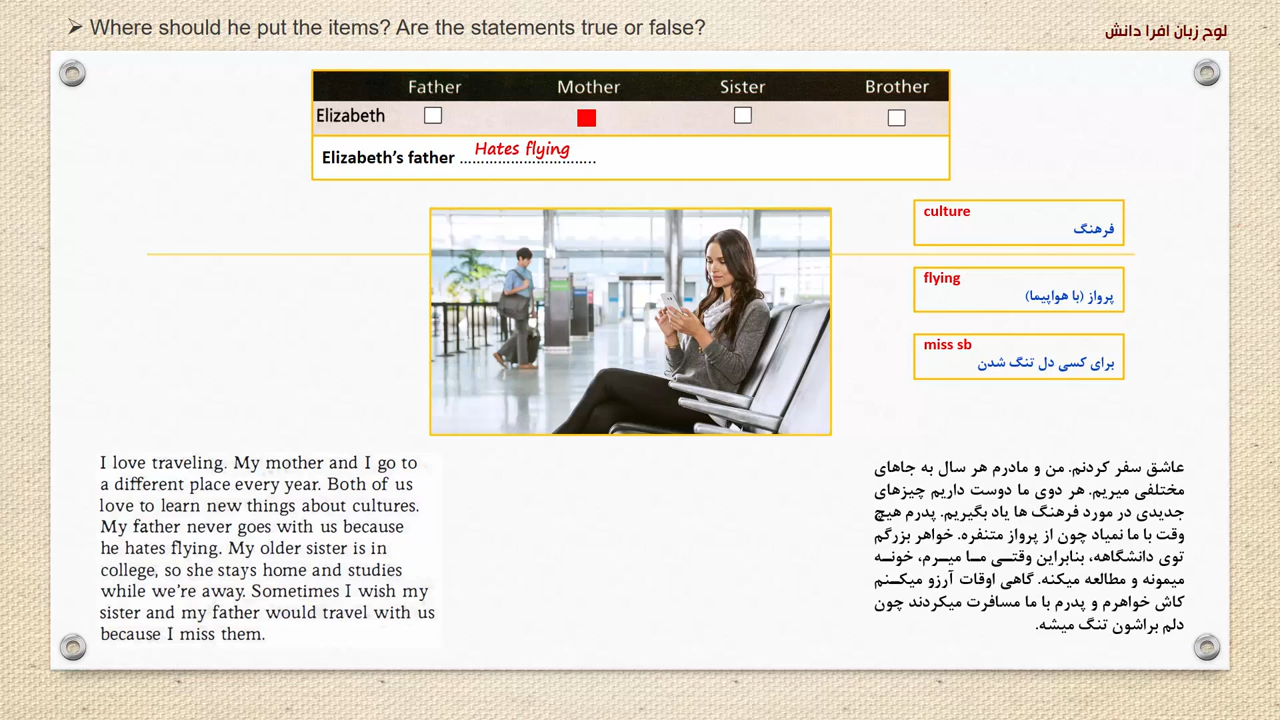 ➢ Where should he put the items? Are the statements true or false?
لوح زبان افرا دانش
Father Mother Sister Brother
Elizabeth
Elizabeth's father ................................
Hates flying
culture
فرهنگ
flying
پرواز (با هواپیما)
miss sb
برای کسی دل تنگ شدن
I love traveling. My mother and I go to
a different place every year. Both of us
love to learn new things about cultures.
My father never goes with us because
he hates flying. My older sister is in
college, so she stays home and studies
while we're away. Sometimes I wish my
sister and my father would travel with us
because I miss them.
عاشق سفر کردنم. من و مادرم هر سال به جاهای
مختلفی میریم. هر دوی ما دوست داریم چیزهای
جدیدی در مورد فرهنگ ها یاد بگیریم. پدرم هیچ
وقت با ما نمیاد چون از پرواز متنفره. خواهر بزرگم
توی دانشگاهه، بنابراین وقتی ما میرم، خونه
میمونه و مطالعه میکنه. گاهی اوقات آرزو میکنم
کاش خواهرم و پدرم با ما مسافرت میکردند چون
دلم براشون تنگ میشه.